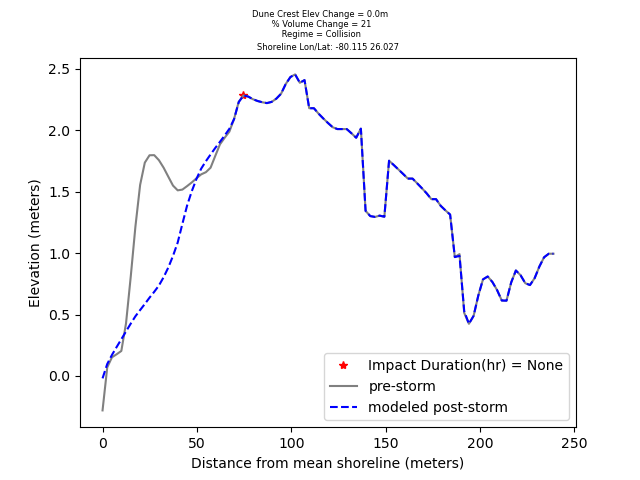 Dune Crest Elev Change = 0.0m
% Volume Change = 21
Regime = Collision
Shoreline Lon/Lat: -80.115 26.027
2.5
2.0
1.5
1.0
0.5
0.0
Elevation (meters)
Impact Duration(hr) = None
pre-storm
modeled post-storm
0
50
100
150
200
250
Distance from mean shoreline (meters)